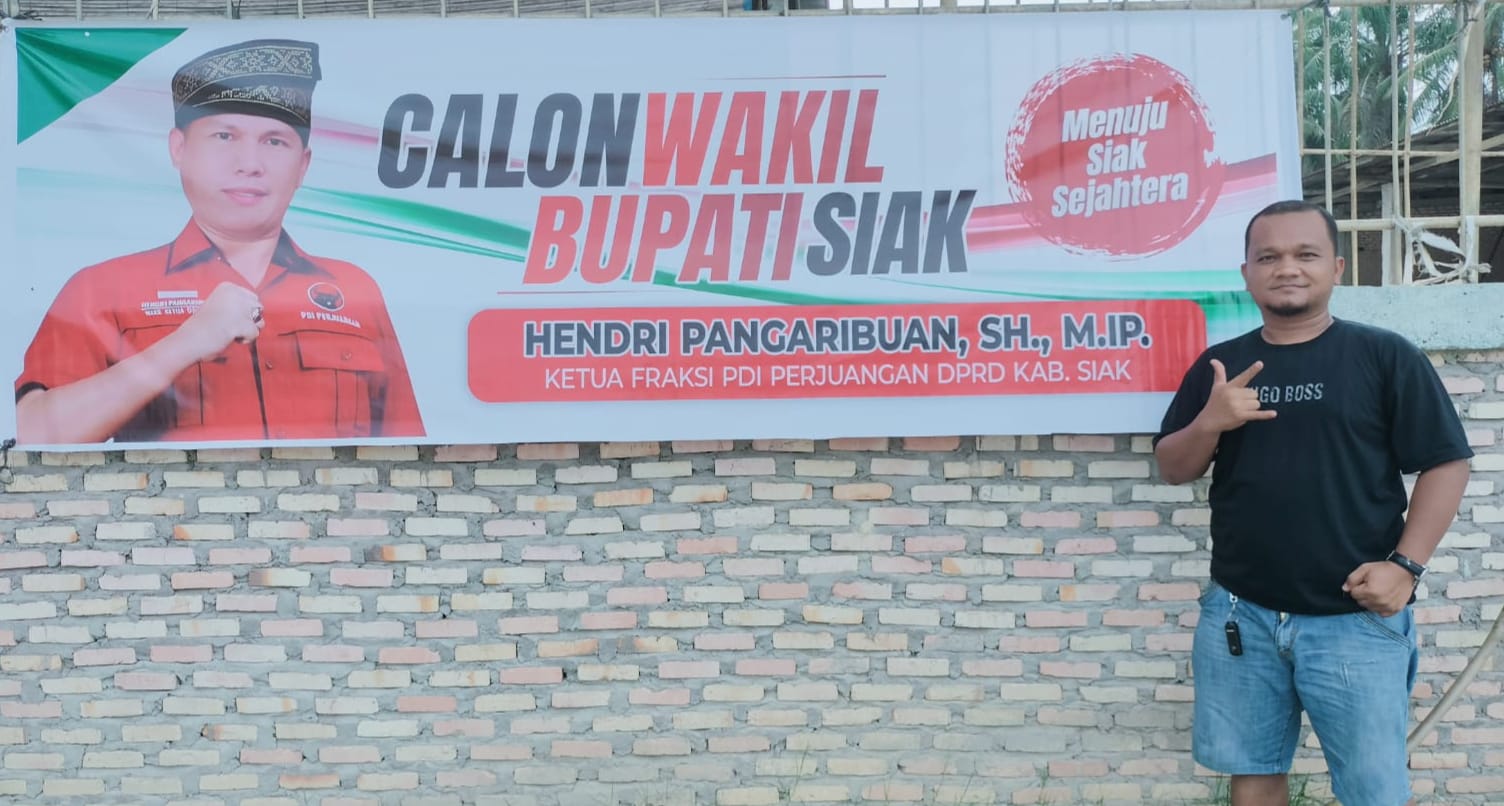 CALON WAKIL
BUPATI SIAK
HENDRI PANGARIBUAN, SH., M.IP.
KETUA FRAKSI PDI PERJUANGAN DPRD KAB. SIAK
Menuju
Siak
Sejahtera
PDI PERJUANGAN
BOSS